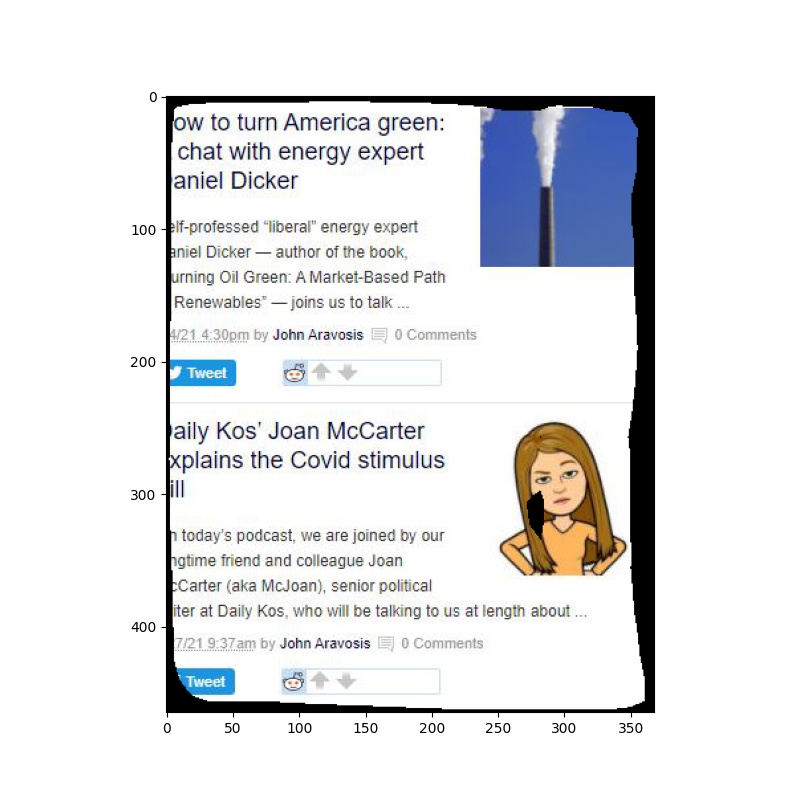 0
ow to turn America green:
chat with energy expert
aniel Dicker
100
elf-professed “liberal” energy expert
aniel Dicker — author of the book,
urning Oil Green: A Market-Based Path
Renewables” — joins us to talk ...
4/21 4:30pm by John Aravosis 0 Comments
200
Tweet
Daily Kos’ Joan McCarter
xplains the Covid stimulus
ill
300
n today’s podcast, we are joined by our
ngtime friend and colleague Joan
cCarter (aka McJoan), senior political
iter at Daily Kos, who will be talking to us at length about ...
400
7/21 9:37am by John Aravosis 0 Comments
Tweet
0 50 100 150 200 250 300 350